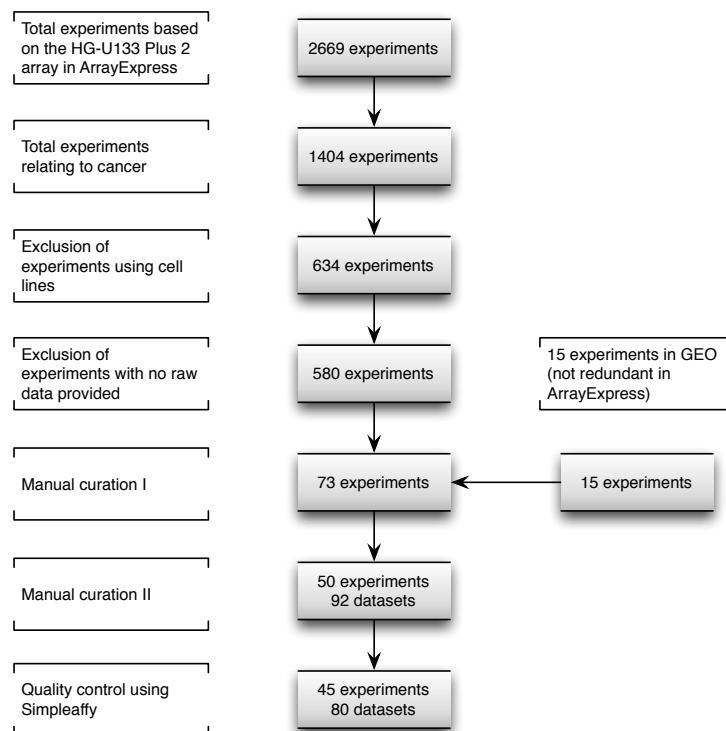 Total experiments based
on the HG-U133 Plus 2
array in ArrayExpress
2669 experiments
Total experiments
relating to cancer
1404 experiments
Exclusion of
experiments using cell
lines
634 experiments
Exclusion of
experiments with no raw
data provided
580 experiments
15 experiments in GEO
(not redundant in
ArrayExpress)
Manual curation I
73 experiments
15 experiments
Manual curation II
50 experiments
92 datasets
Quality control using
Simpleaffy
45 experiments
80 datasets